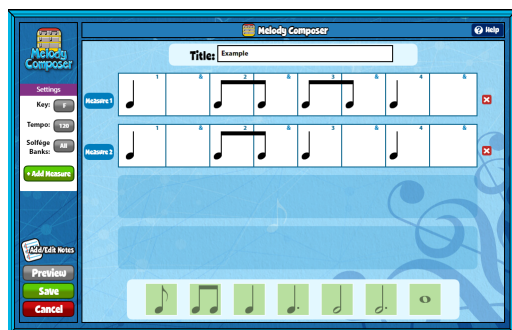 Melody Composer
Help
Melody
Composer
Title: Example
Settings
Key: F
Tempo: 120
Solfége
Banks: All
+ Add Measure
1 & 2 & 3 & 4 &
Measure 1
1 & 2 & 3 & 4 &
Measure 2
Add/Edit Notes
Preview
Save
Cancel